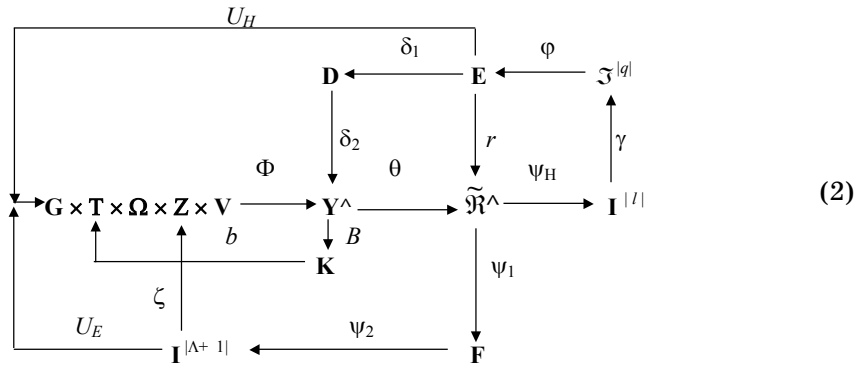 U_H
δ₁ φ
D E ℑ^|q|
δ₂ r γ
Φ θ ψ_H
G × T × Ω × Z × V Y^ ℜ̃^ I^|l| (2)
b B
K ψ₁
ζ
U_E ψ₂
I^|Λ+ 1| F